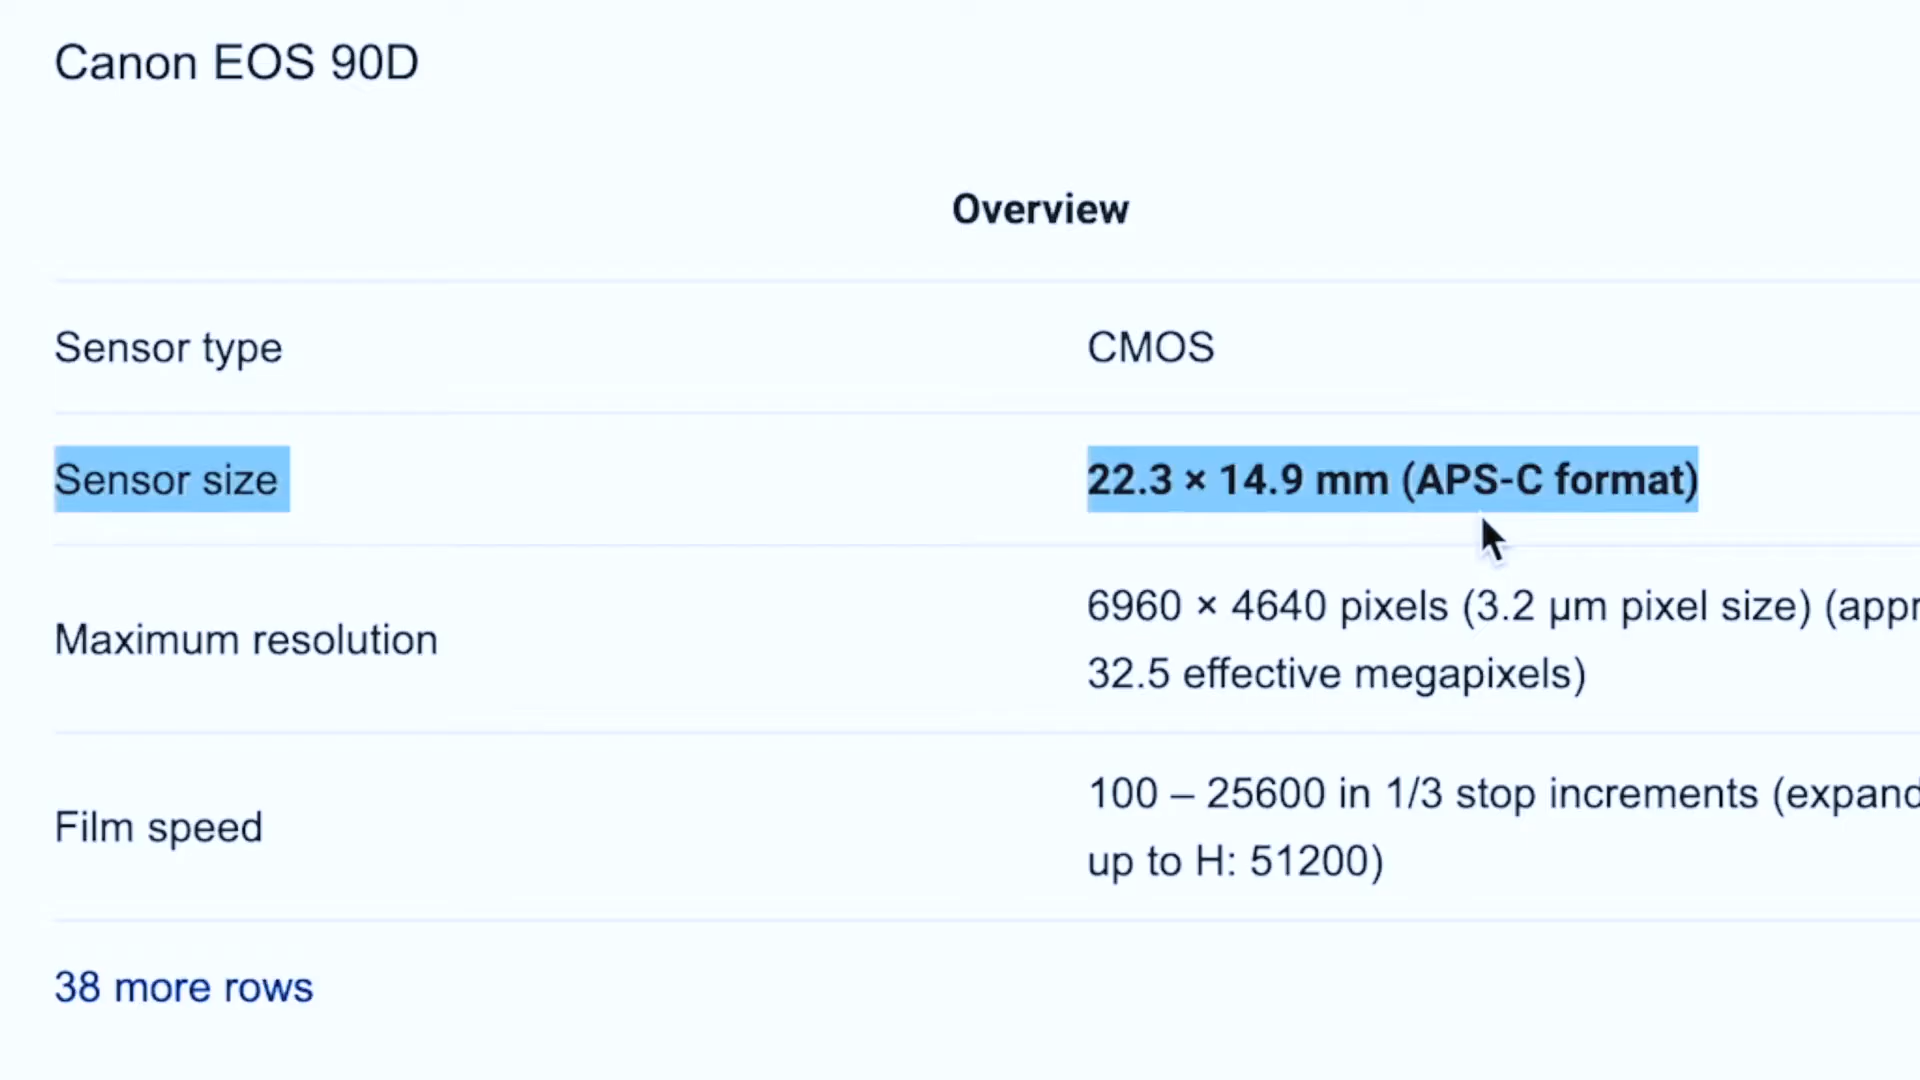 Canon EOS 90D
Overview
Sensor type CMOS
Sensor size 22.3 × 14.9 mm (APS-C format)
Maximum resolution 6960 × 4640 pixels (3.2 μm pixel size) (appr
32.5 effective megapixels)
Film speed 100 – 25600 in 1/3 stop increments (expand
up to H: 51200)
38 more rows